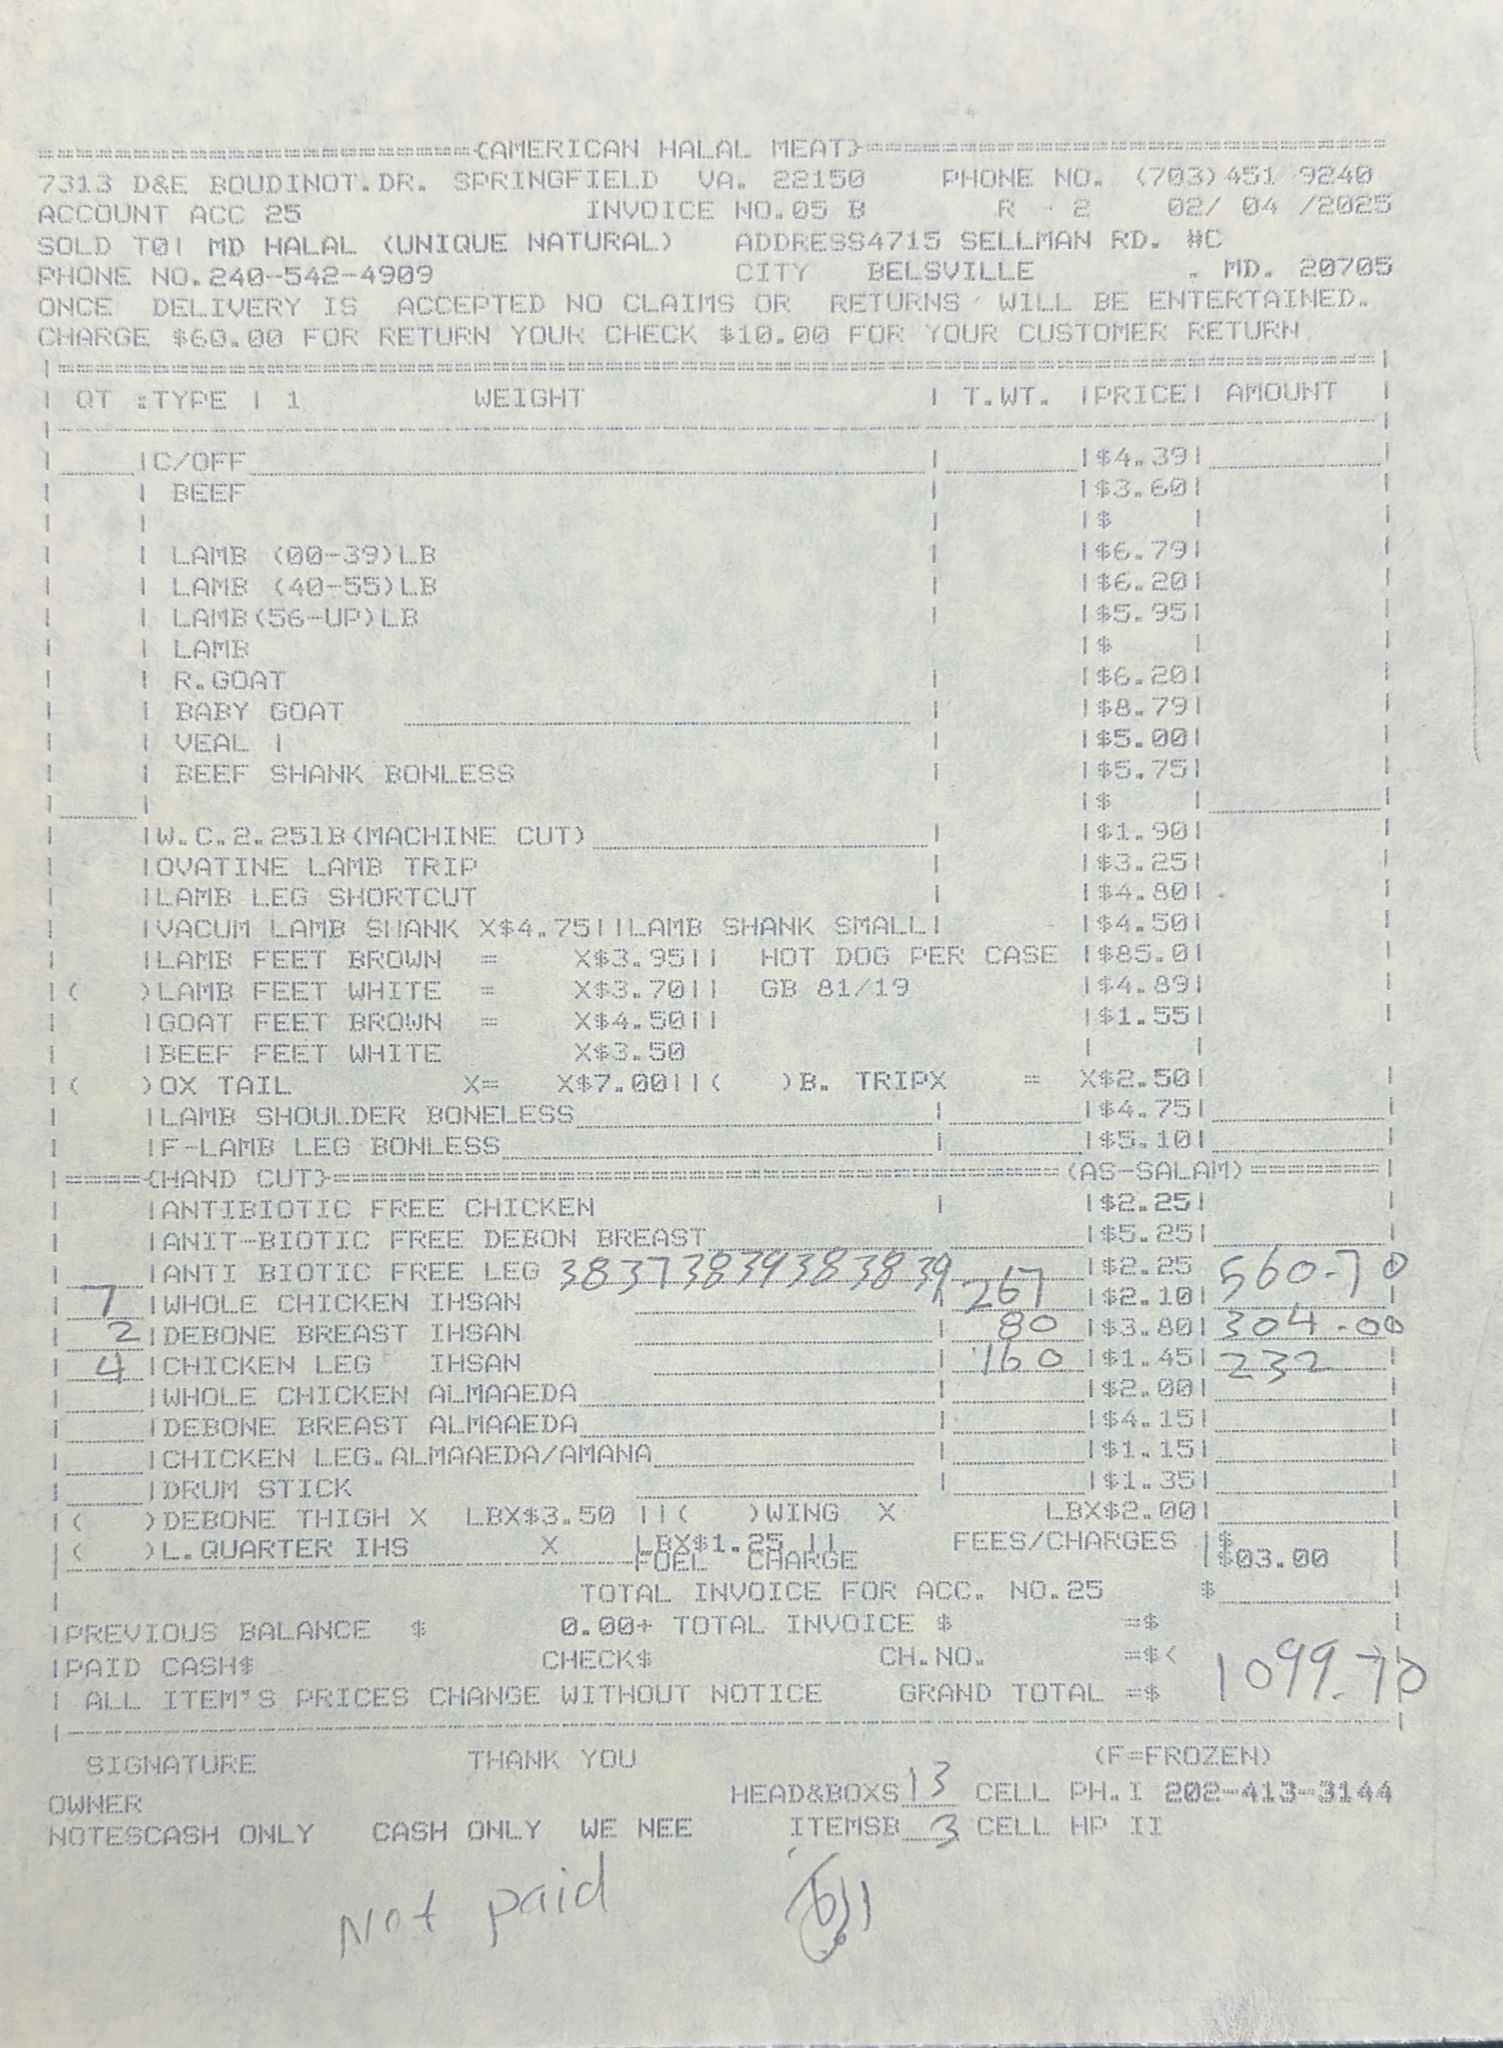 {AMERICAN HALAL MEAT}
7313 D&E BOUDINOT.DR. SPRINGFIELD VA. 22150 PHONE NO. (703)451 9240
ACCOUNT ACC 25 INVOICE NO.05 B R - 2 02/ 04 /2025
SOLD TO| MD HALAL (UNIQUE NATURAL) ADDRESS4715 SELLMAN RD. #C
PHONE NO.240-542-4909 CITY BELSVILLE . MD. 20705
ONCE DELIVERY IS ACCEPTED NO CLAIMS OR RETURNS WILL BE ENTERTAINED.
CHARGE $60.00 FOR RETURN YOUR CHECK $10.00 FOR YOUR CUSTOMER RETURN
| QT :TYPE | 1 WEIGHT | T.WT. |PRICE| AMOUNT |
|C/OFF |$4.39|
| BEEF |$3.60|
|$ |
LAMB (00-39)LB |$6.79|
LAMB (40-55)LB |$6.20|
LAMB(56-UP)LB |$5.95|
LAMB |$ |
R.GOAT |$6.20|
BABY GOAT |$8.79|
VEAL | |$5.00|
BEEF SHANK BONLESS |$5.75|
|$ |
|W.C.2.25lB(MACHINE CUT) |$1.90|
|OVATINE LAMB TRIP |$3.25|
|LAMB LEG SHORTCUT |$4.80|
|VACUM LAMB SHANK X$4.75||LAMB SHANK SMALL| |$4.50|
|LAMB FEET BROWN = X$3.95|| HOT DOG PER CASE |$85.0|
|( )LAMB FEET WHITE = X$3.70|| GB 81/19 |$4.89|
|GOAT FEET BROWN = X$4.50|| |$1.55|
|BEEF FEET WHITE X$3.50 | |
|( )OX TAIL X= X$7.00||( )B. TRIPX = X$2.50|
|LAMB SHOULDER BONELESS |$4.75|
|F-LAMB LEG BONLESS |$5.10|
|===={HAND CUT}====(AS-SALAM)=======|
|ANTIBIOTIC FREE CHICKEN |$2.25|
|ANIT-BIOTIC FREE DEBON BREAST |$5.25|
|ANTI BIOTIC FREE LEG 38 37 38 39 38 38 39 |$2.25
7 |WHOLE CHICKEN IHSAN 267 |$2.10| 560-70
2 |DEBONE BREAST IHSAN 80 |$3.80| 304-00
4 |CHICKEN LEG IHSAN 160 |$1.45| 232
|WHOLE CHICKEN ALMAAEDA |$2.00|
|DEBONE BREAST ALMAAEDA |$4.15|
|CHICKEN LEG.ALMAAEDA/AMANA |$1.15|
|DRUM STICK |$1.35|
|( )DEBONE THIGH X LBX$3.50 ||( )WING X LBX$2.00|
|( )L.QUARTER IHS X LBX$1.25 || FEES/CHARGES |$
FUEL CHARGE $03.00
TOTAL INVOICE FOR ACC. NO.25 $
|PREVIOUS BALANCE $ 0.00+ TOTAL INVOICE $ =$
|PAID CASH$ CHECK$ CH.NO. =$(
| ALL ITEM'S PRICES CHANGE WITHOUT NOTICE GRAND TOTAL =$ 1099.70
SIGNATURE THANK YOU (F=FROZEN)
OWNER HEAD&BOXS 13 CELL PH.I 202-413-3144
NOTESCASH ONLY CASH ONLY WE NEE ITEMSB 3 CELL HP II
Not paid